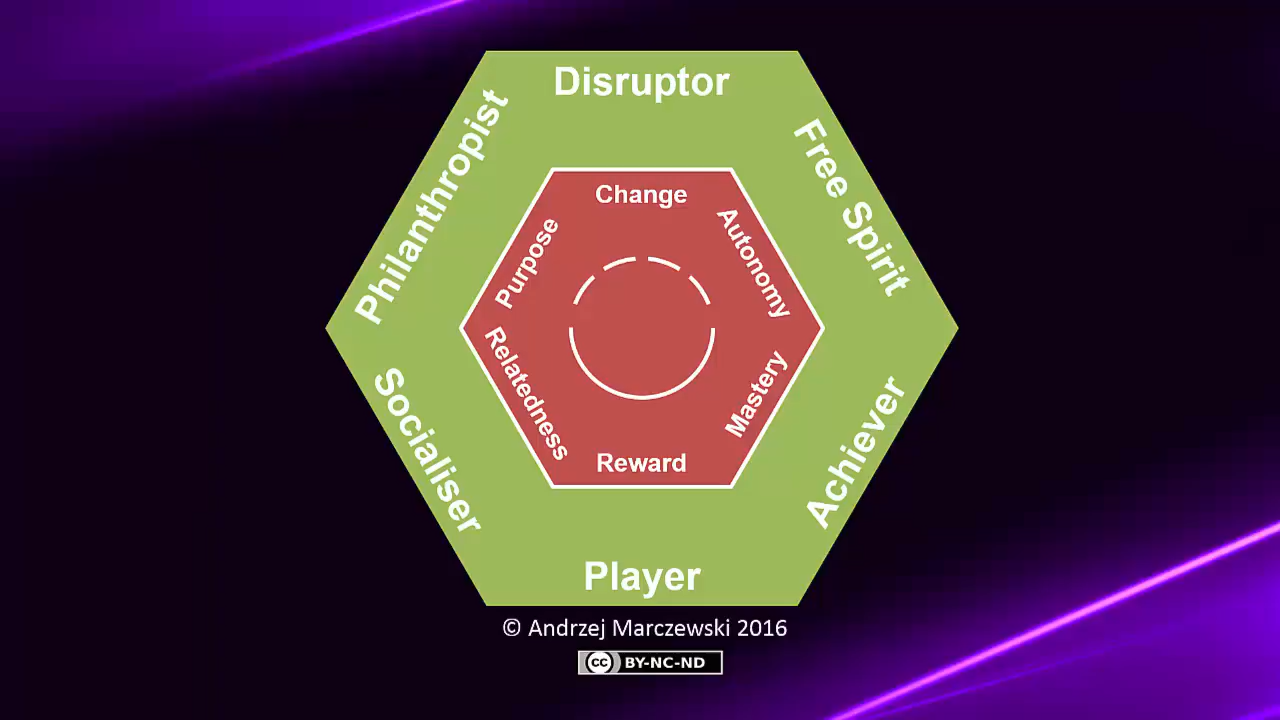 Disruptor
Philanthropist
Free Spirit
Change
Purpose
Autonomy
Relatedness
Mastery
Reward
Socialiser
Achiever
Player
© Andrzej Marczewski 2016
cc BY-NC-ND